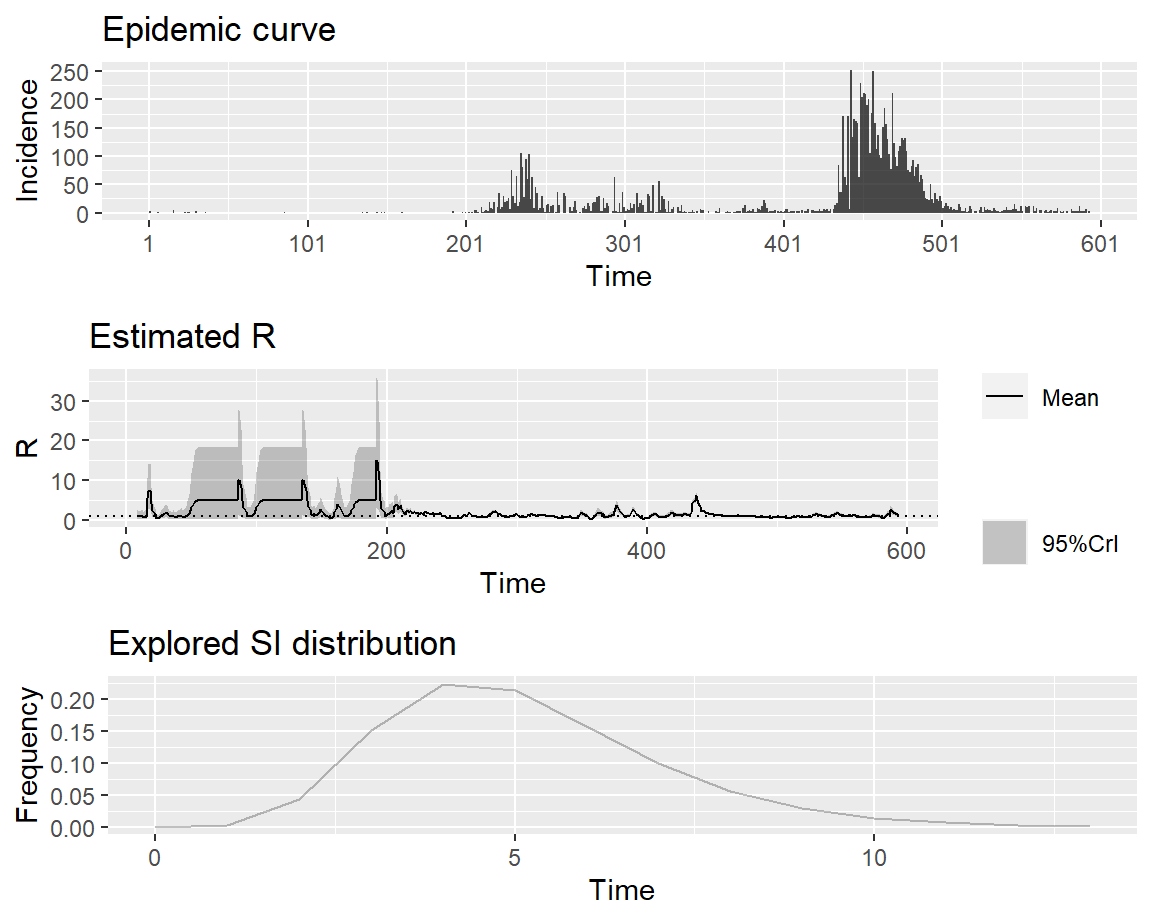 Epidemic curve
Incidence
250
200
150
100
50
0
1 101 201 301 401 501 601
Time
Estimated R
R
30
20
10
0
0 200 400 600
Time
Mean
95%CrI
Explored SI distribution
Frequency
0.20
0.15
0.10
0.05
0.00
0 5 10
Time